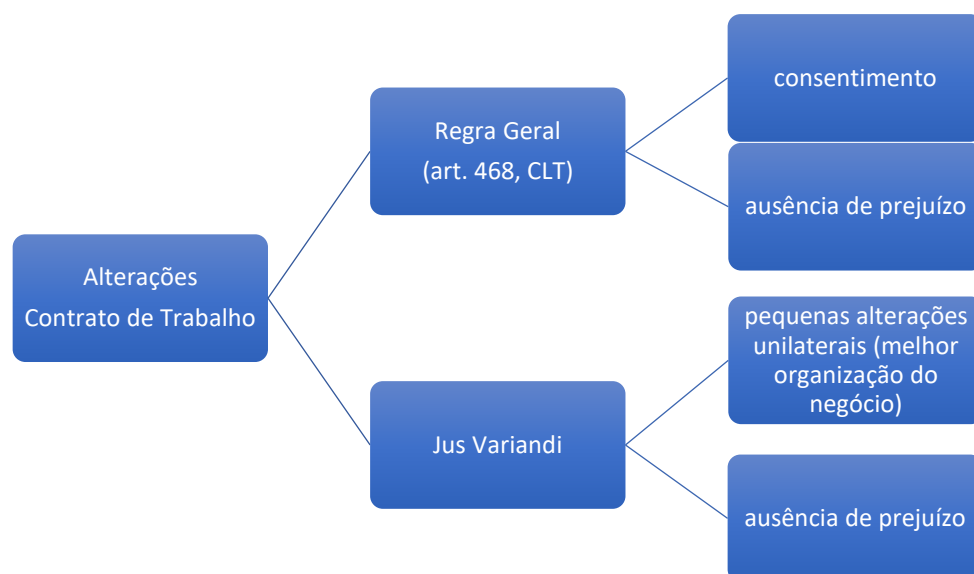 Alterações
Contrato de Trabalho
Regra Geral
(art. 468, CLT)
consentimento
ausência de prejuízo
Jus Variandi
pequenas alterações
unilaterais (melhor
organização do
negócio)
ausência de prejuízo